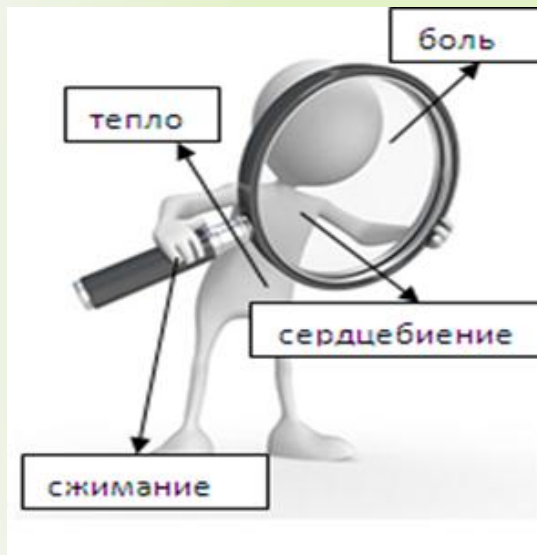 боль
тепло
сердцебиение
сжимание